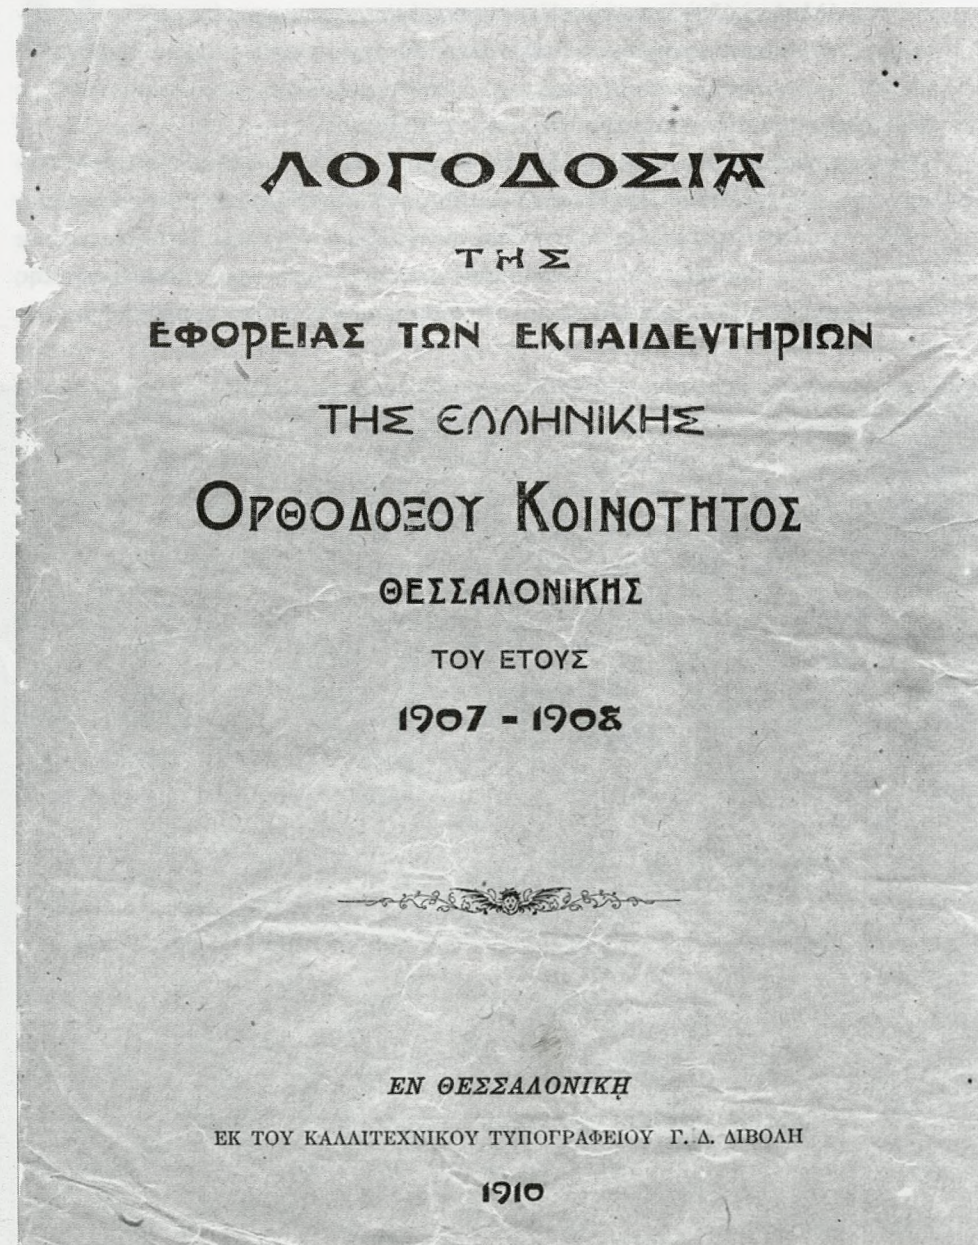 ΛΟΓΟΔΟΣΙΑ
ΤΗΣ
ΕΦΟΡΕΙΑΣ ΤΩΝ ΕΚΠΑΙΔΕΥΤΗΡΙΩΝ
ΤΗΣ ΕΛΛΗΝΙΚΗΣ
ΟΡΘΟΔΟΞΟΥ ΚΟΙΝΟΤΗΤΟΣ
ΘΕΣΣΑΛΟΝΙΚΗΣ
ΤΟΥ ΕΤΟΥΣ
1907 - 1908
ΕΝ ΘΕΣΣΑΛΟΝΙΚῌ
ΕΚ ΤΟΥ ΚΑΛΛΙΤΕΧΝΙΚΟΥ ΤΥΠΟΓΡΑΦΕΙΟΥ Γ. Δ. ΔΙΒΟΛΗ
1910